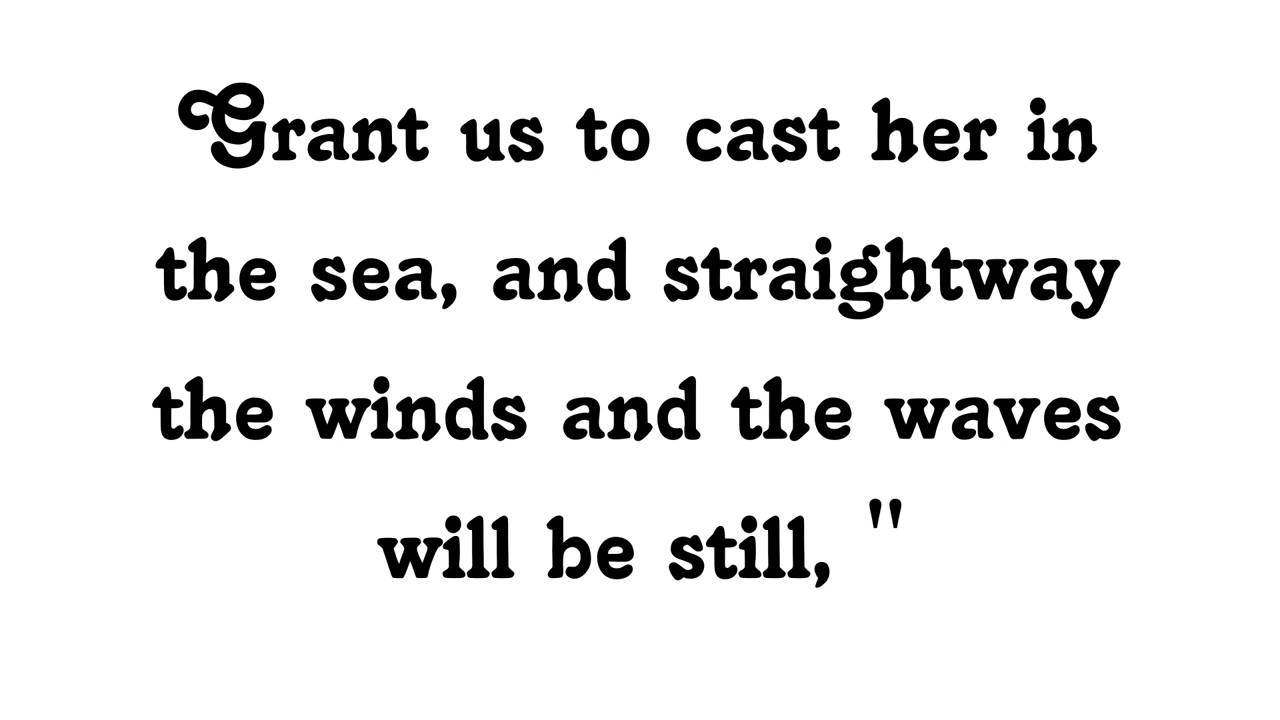 Grant us to cast her in
the sea, and straightway
the winds and the waves
will be still, "